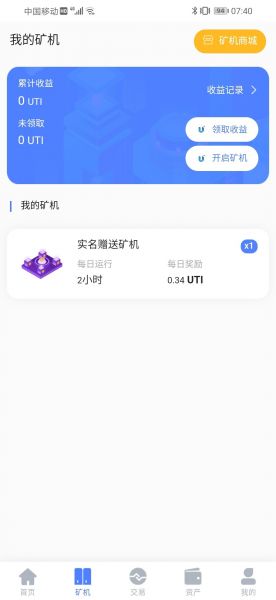 中国移动 HD 4G 94 07:40
我的矿机
矿机商城
累计收益
0 UTI
收益记录
未领取
0 UTI
领取收益
开启矿机
我的矿机
实名赠送矿机
x1
每日运行 每日奖励
2小时 0.34 UTI
首页 矿机 交易 资产 我的